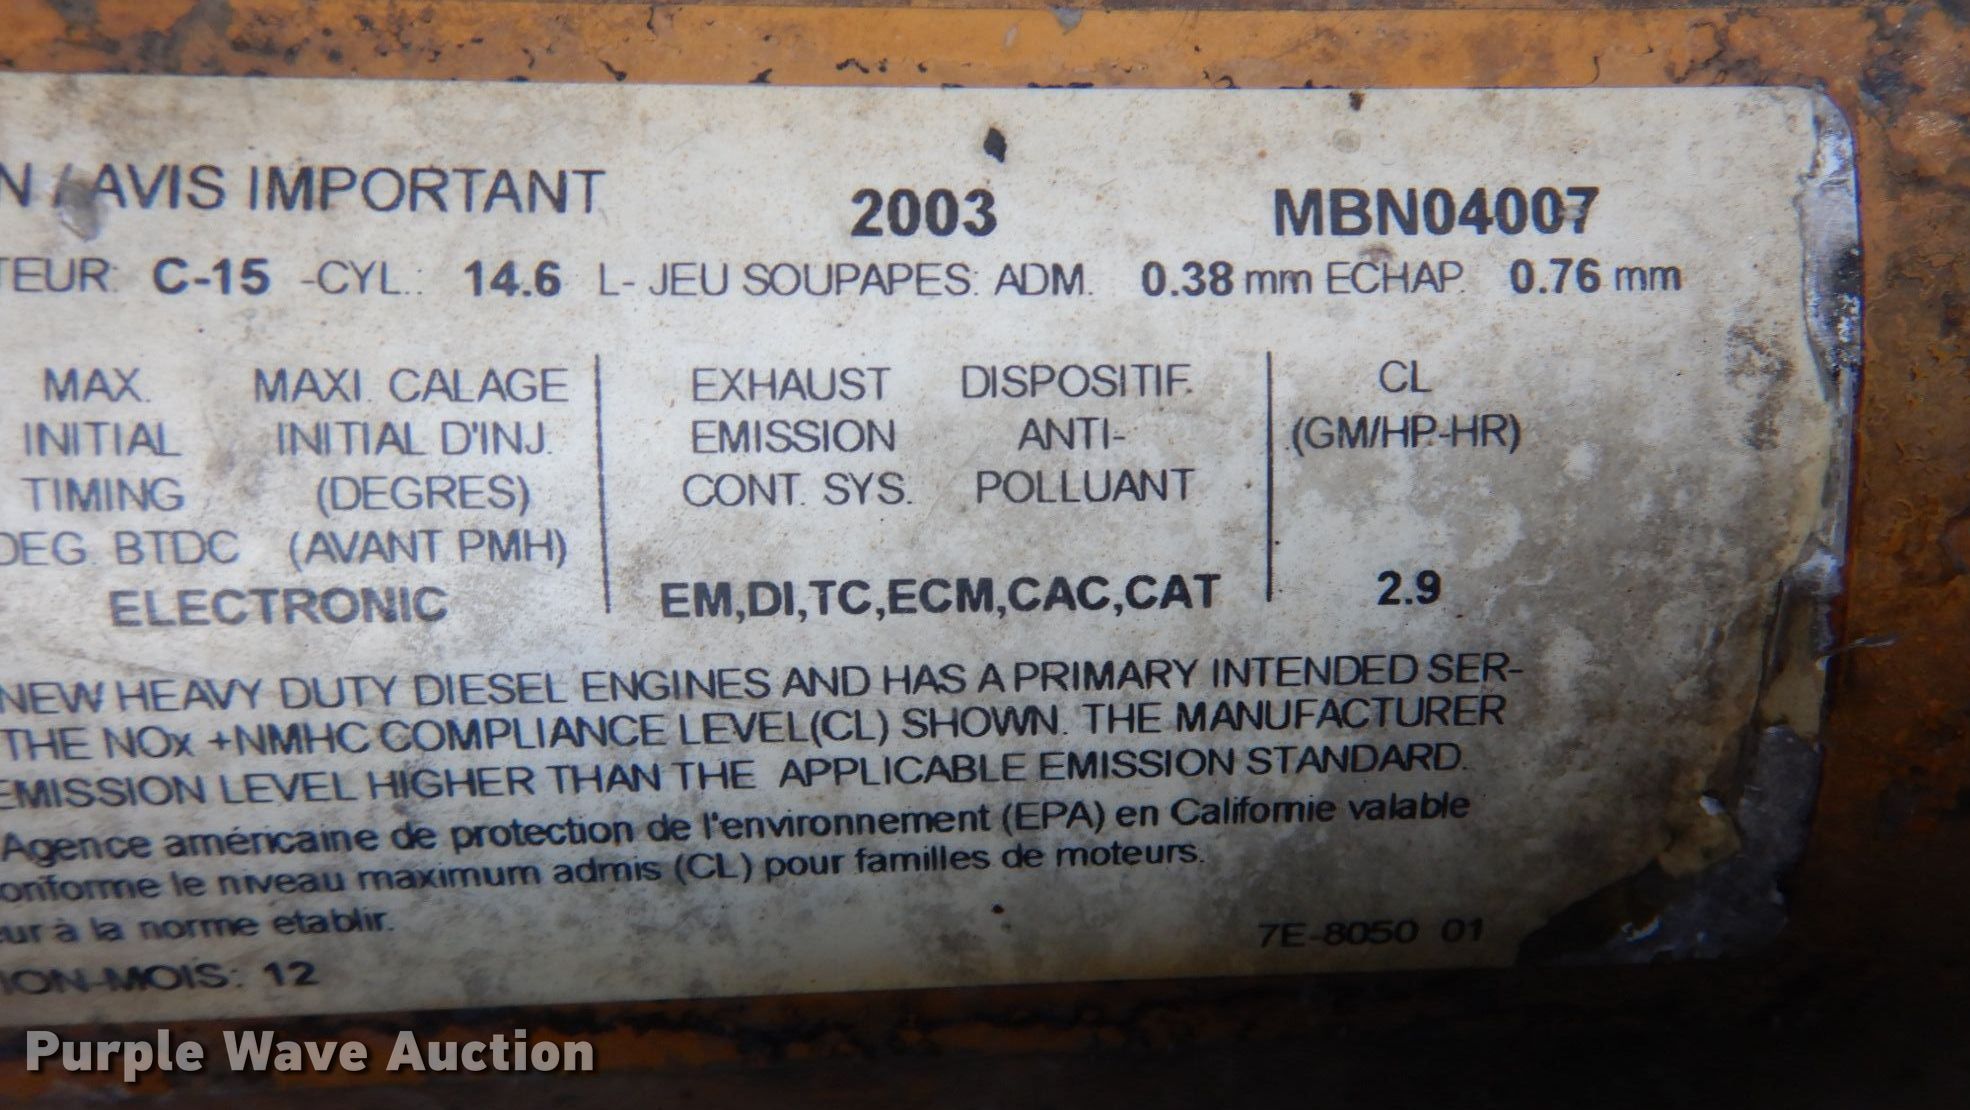 N / AVIS IMPORTANT 2003 MBN04007
TEUR: C-15 -CYL.: 14.6 L- JEU SOUPAPES: ADM. 0.38 mm ECHAP. 0.76 mm
MAX. MAXI. CALAGE EXHAUST DISPOSITIF. CL
INITIAL INITIAL D'INJ. EMISSION ANTI- (GM/HP-HR)
TIMING (DEGRES) CONT. SYS. POLLUANT
DEG. BTDC (AVANT PMH)
ELECTRONIC EM,DI,TC,ECM,CAC,CAT 2.9
NEW HEAVY DUTY DIESEL ENGINES AND HAS A PRIMARY INTENDED SER-
THE NOx +NMHC COMPLIANCE LEVEL(CL) SHOWN. THE MANUFACTURER
EMISSION LEVEL HIGHER THAN THE APPLICABLE EMISSION STANDARD.
Agence américaine de protection de l'environnement (EPA) en Californie valable
onforme le niveau maximum admis (CL) pour familles de moteurs.
ur à la norme etablir.
7E-8050 01
ION-MOIS: 12
Purple Wave Auction